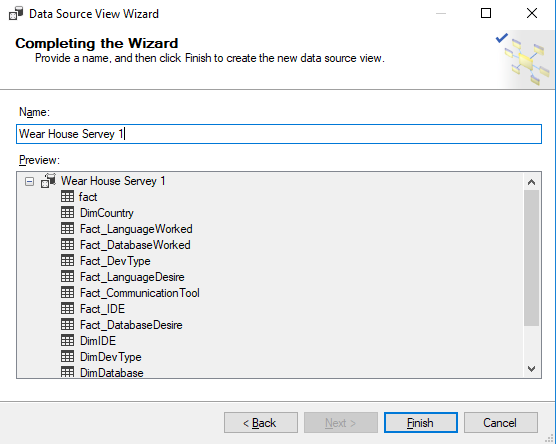 Data Source View Wizard
Completing the Wizard
Provide a name, and then click Finish to create the new data source view.
Name:
Wear House Servey 1
Preview:
Wear House Servey 1
fact
DimCountry
Fact_LanguageWorked
Fact_DatabaseWorked
Fact_DevType
Fact_LanguageDesire
Fact_CommunicationTool
Fact_IDE
Fact_DatabaseDesire
DimIDE
DimDevType
DimDatabase
< Back Next > Finish Cancel